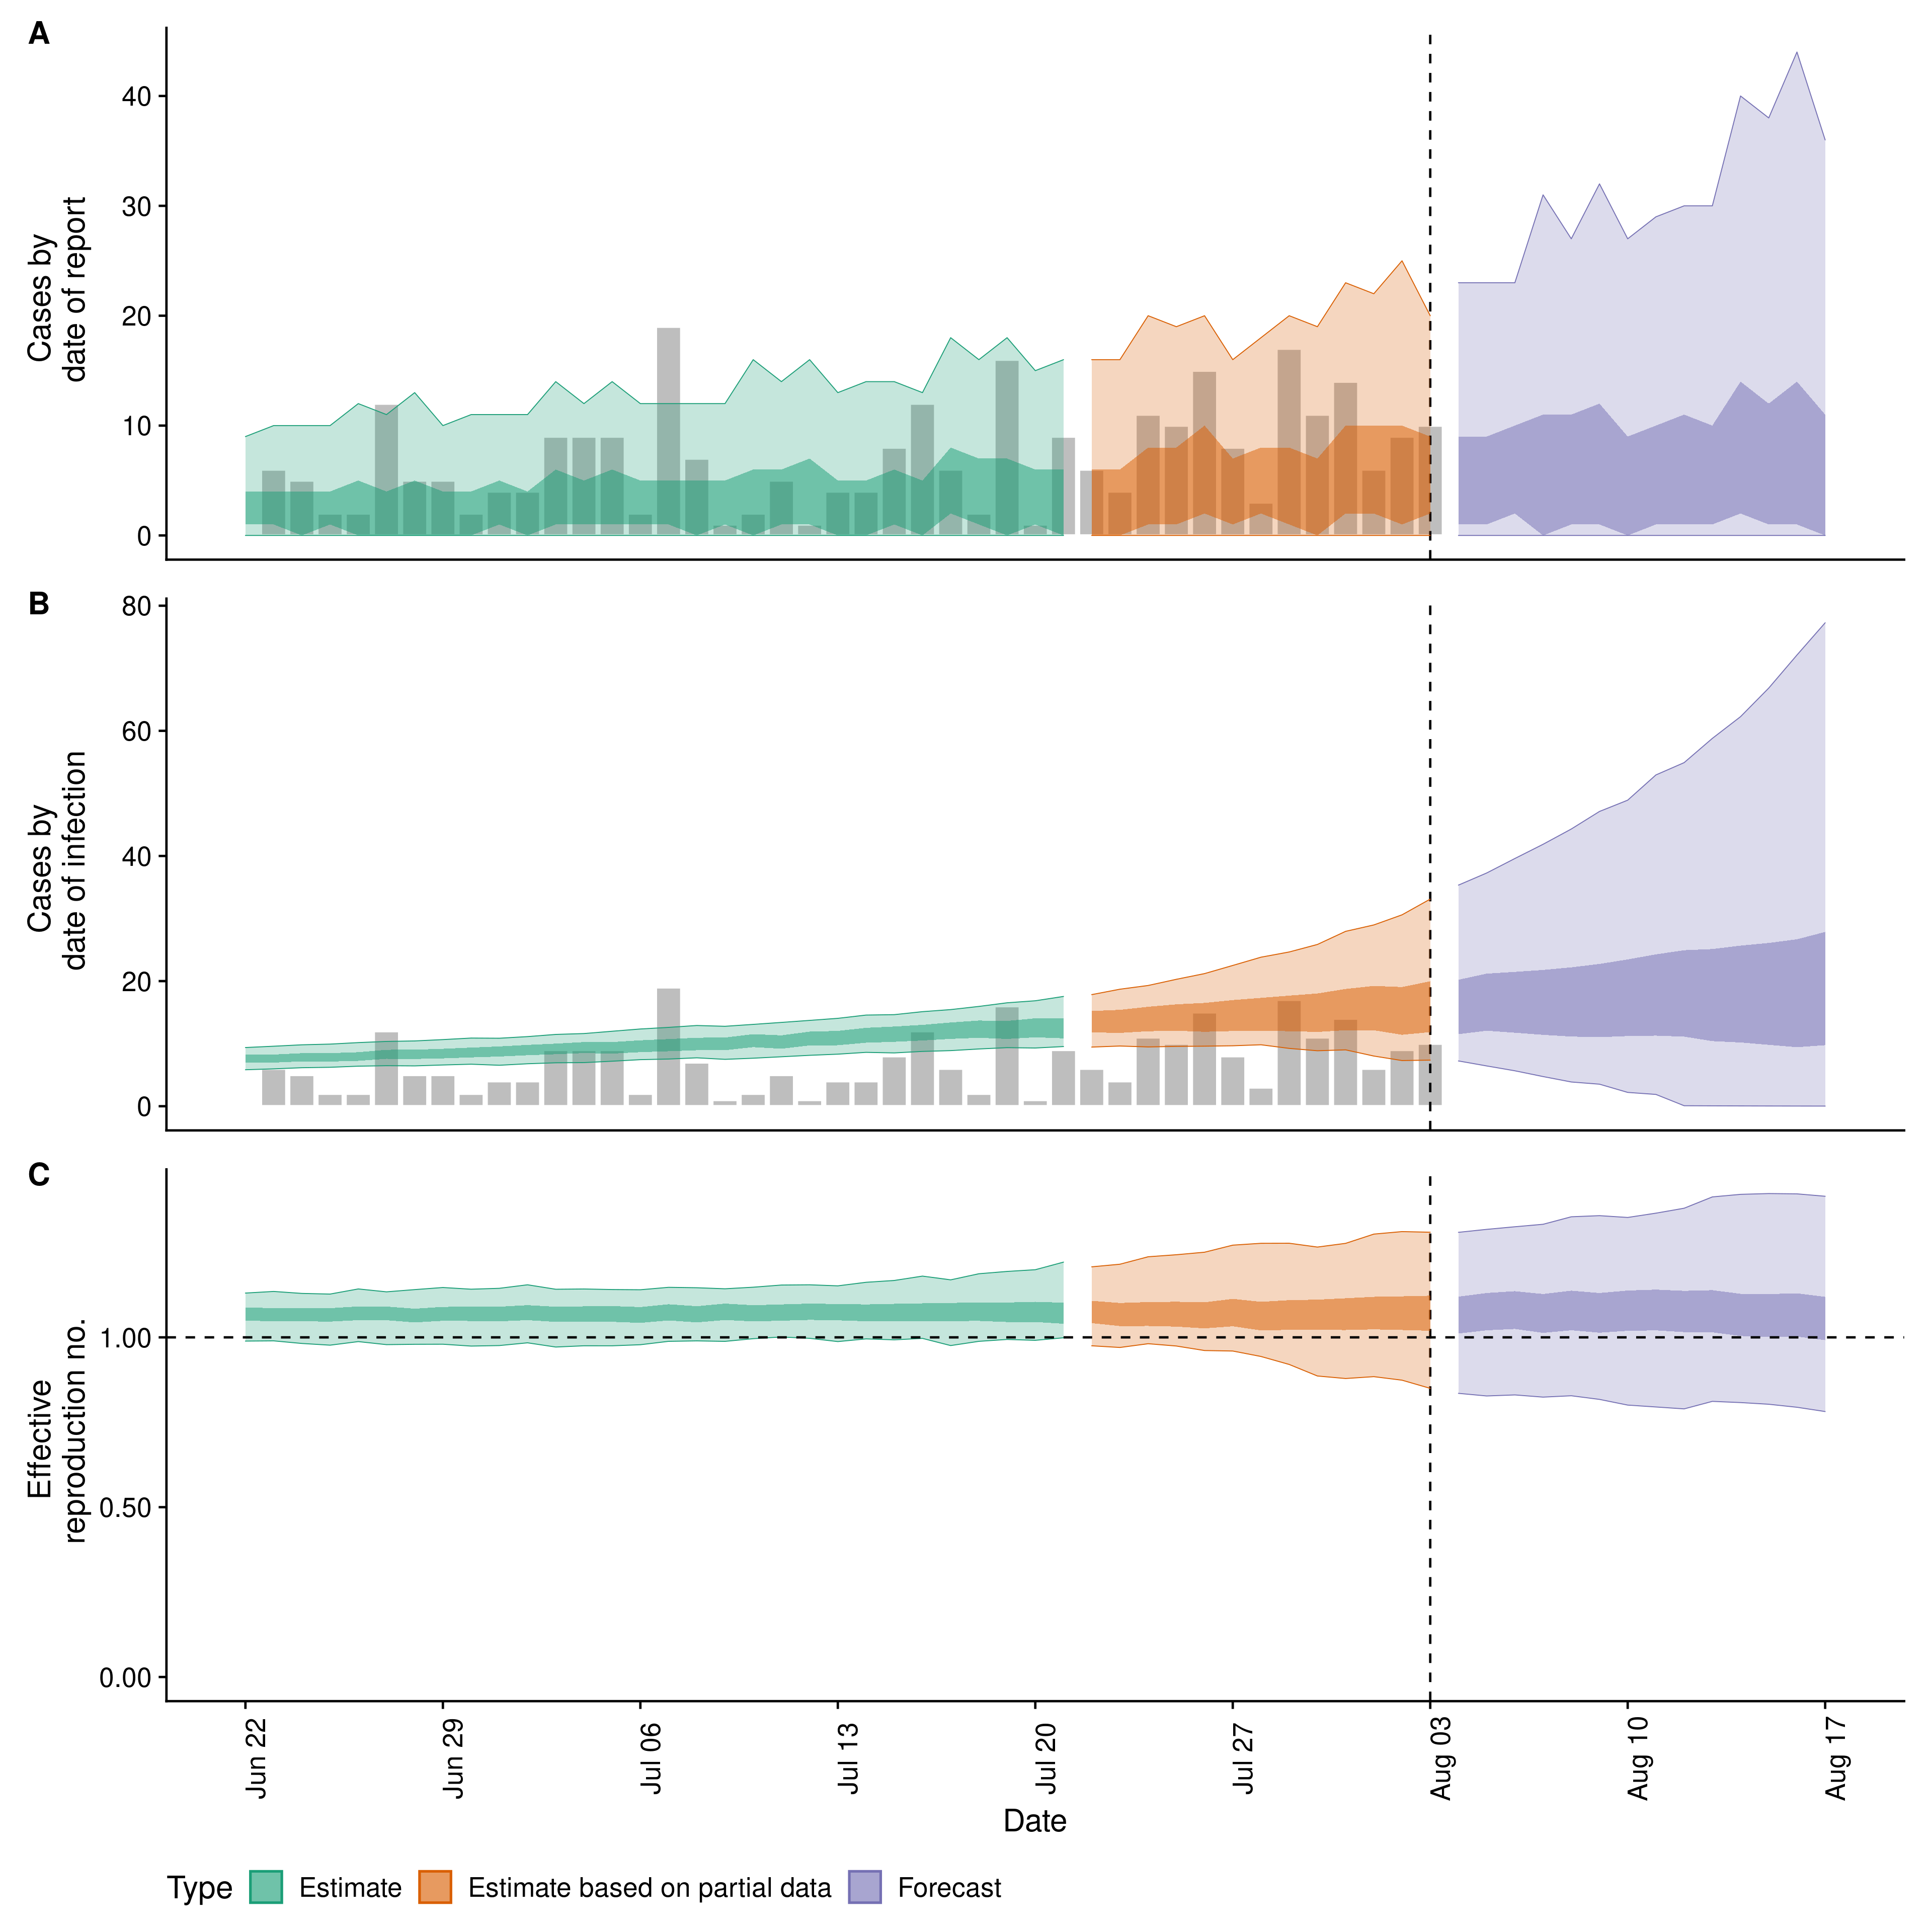 A
Cases by
date of report
40
30
20
10
0
B
Cases by
date of infection
80
60
40
20
0
C
Effective
reproduction no.
1.00
0.50
0.00
Jun 22
Jun 29
Jul 06
Jul 13
Jul 20
Jul 27
Aug 03
Aug 10
Aug 17
Date
Type Estimate Estimate based on partial data Forecast